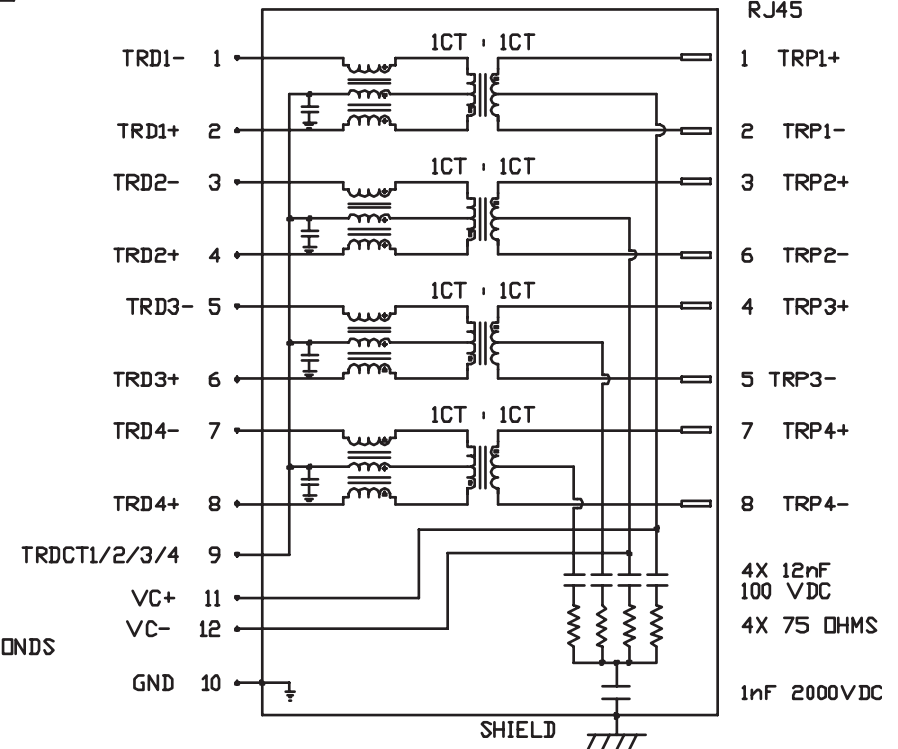 RJ45
1CT : 1CT
TRD1- 1
1 TRP1+
TRD1+ 2
2 TRP1-
1CT : 1CT
TRD2- 3
3 TRP2+
TRD2+ 4
6 TRP2-
1CT : 1CT
TRD3- 5
4 TRP3+
TRD3+ 6
5 TRP3-
1CT : 1CT
TRD4- 7
7 TRP4+
TRD4+ 8
8 TRP4-
TRDCT1/2/3/4 9
4X 12nF
100 VDC
VC+ 11
VC- 12
4X 75 OHMS
ONDS
GND 10
1nF 2000VDC
SHIELD